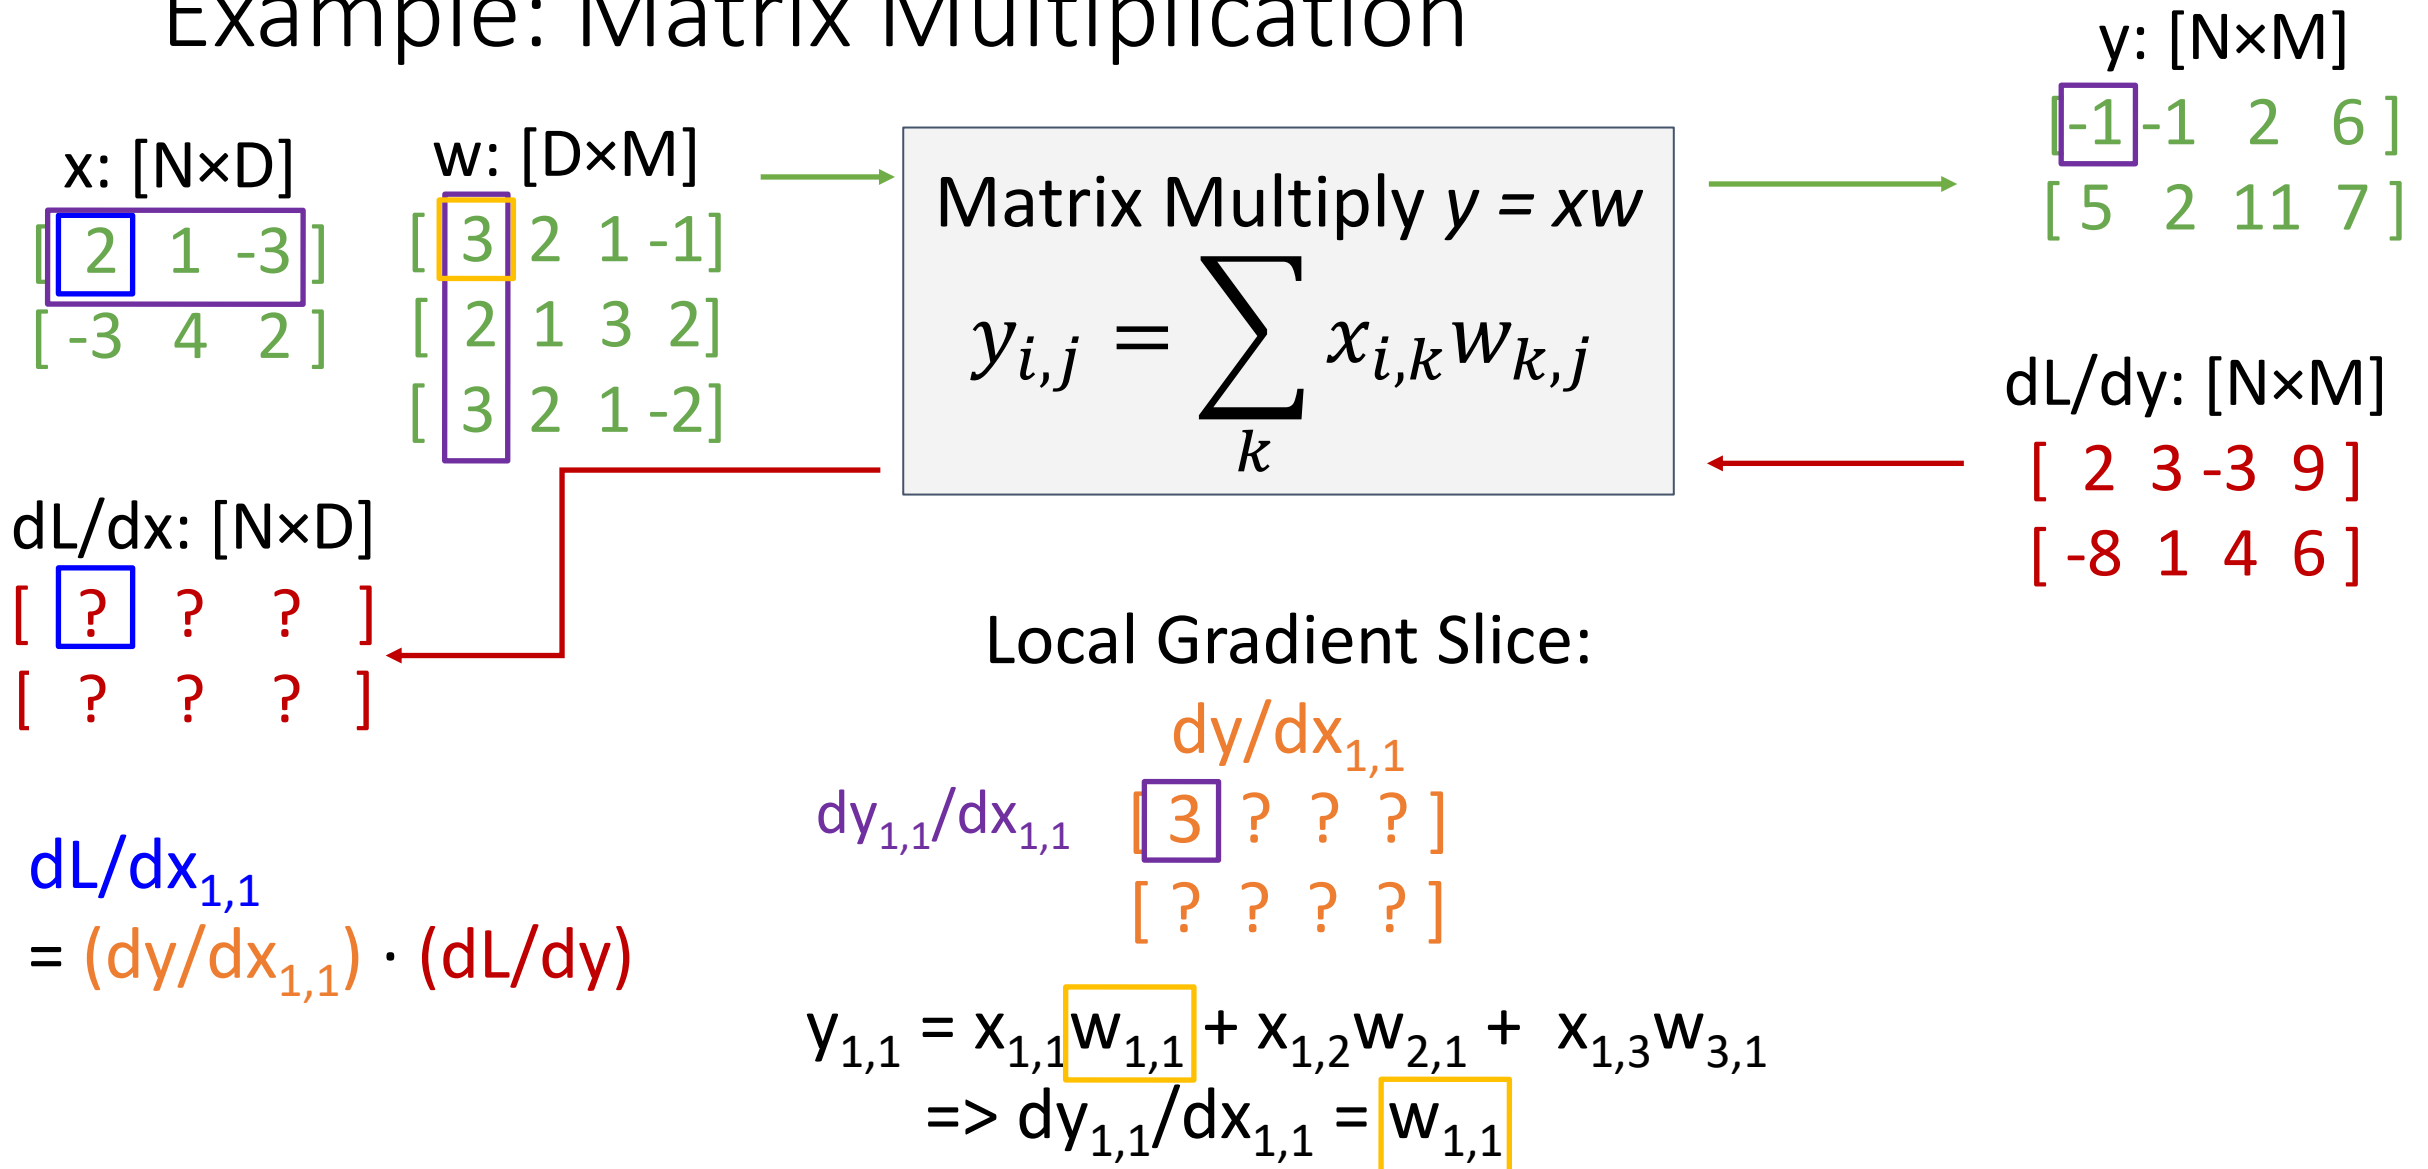 Example: Matrix Multiplication
x: [N×D]
[ 2 1 -3 ]
[ -3 4 2 ]
w: [D×M]
[ 3 2 1 -1]
[ 2 1 3 2]
[ 3 2 1 -2]
Matrix Multiply y = xw
y_{i,j} = ∑_k x_{i,k}w_{k,j}
y: [N×M]
[ -1 -1 2 6 ]
[ 5 2 11 7 ]
dL/dy: [N×M]
[ 2 3 -3 9 ]
[ -8 1 4 6 ]
dL/dx: [N×D]
[ ? ? ? ]
[ ? ? ? ]
Local Gradient Slice:
dy/dx_{1,1}
dy_{1,1}/dx_{1,1}
[ 3 ? ? ? ]
[ ? ? ? ? ]
dL/dx_{1,1}
= (dy/dx_{1,1}) · (dL/dy)
y_{1,1} = x_{1,1}w_{1,1} + x_{1,2}w_{2,1} + x_{1,3}w_{3,1}
=> dy_{1,1}/dx_{1,1} = w_{1,1}